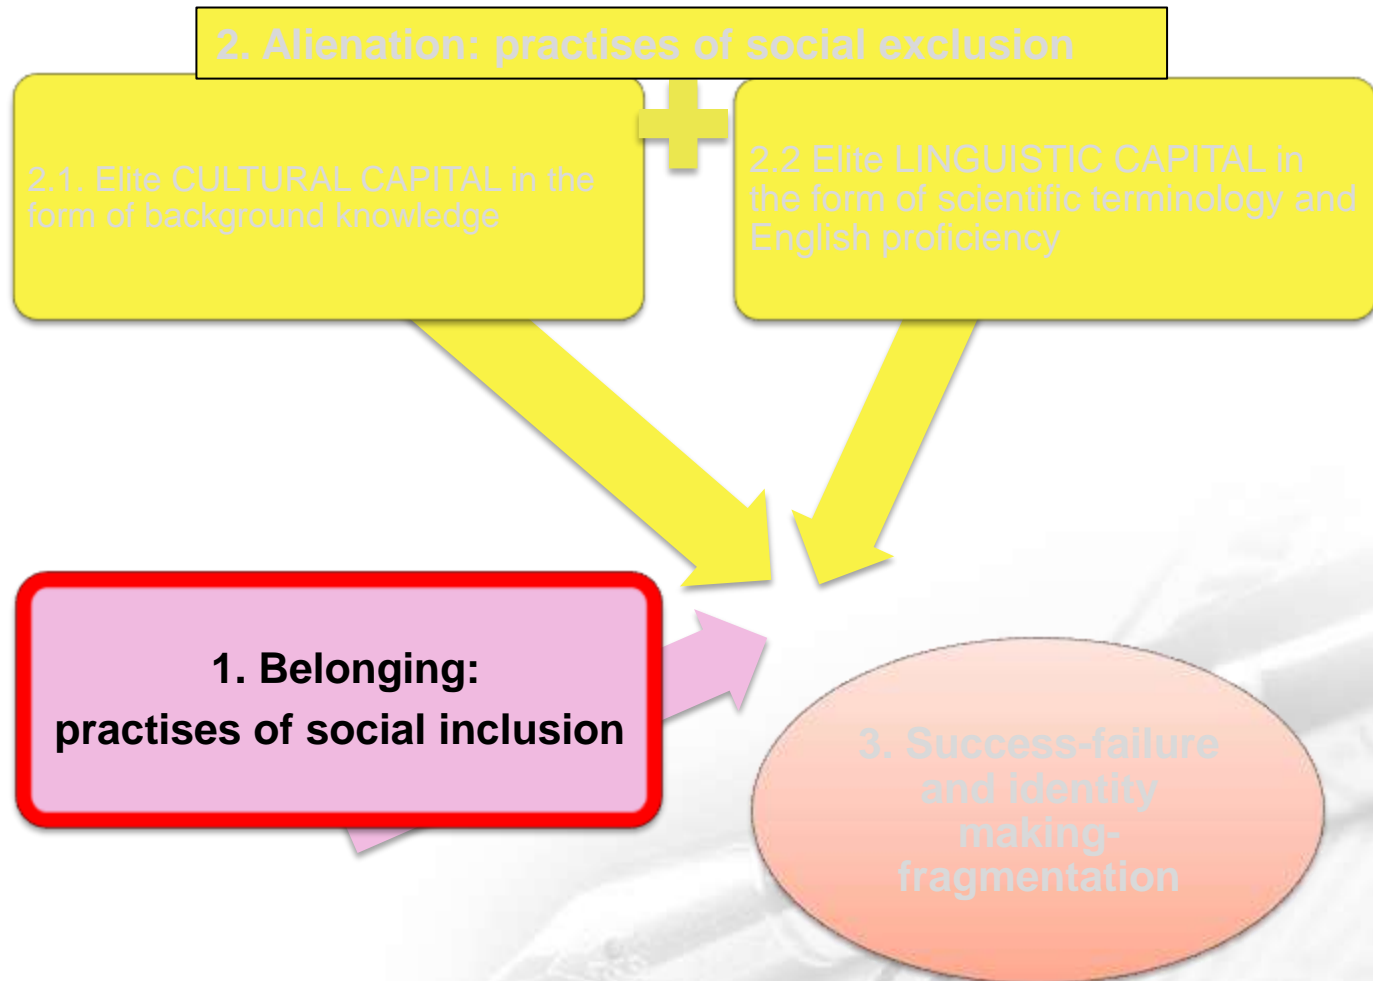 2. Alienation: practises of social exclusion
2.1. Elite CULTURAL CAPITAL in the
form of background knowledge
2.2 Elite LINGUISTIC CAPITAL in
the form of scientific terminology and
English proficiency
1. Belonging:
practises of social inclusion
3. Success-failure
and identity
making-
fragmentation